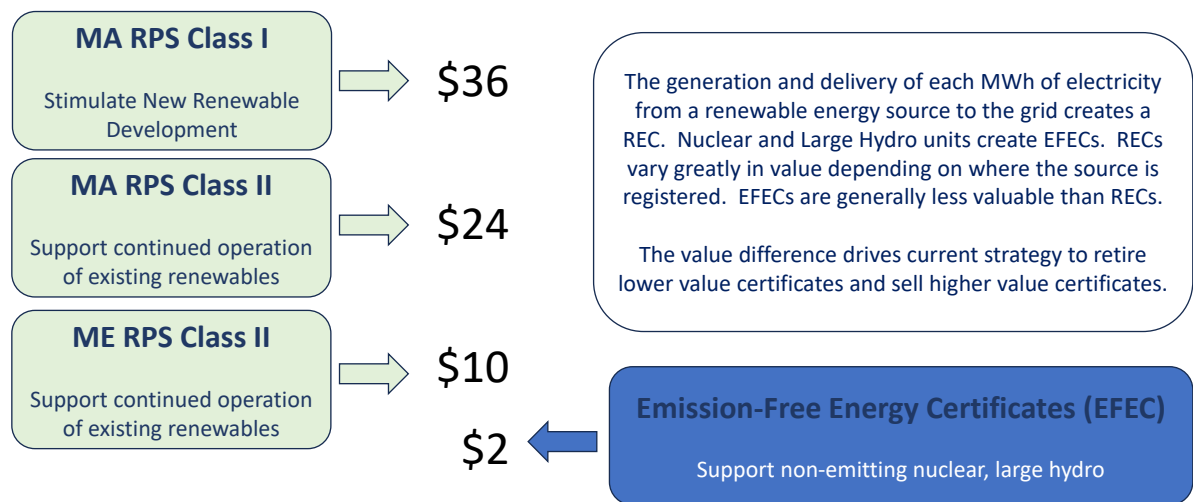 MA RPS Class I
Stimulate New Renewable
Development
$36
MA RPS Class II
Support continued operation
of existing renewables
$24
ME RPS Class II
Support continued operation
of existing renewables
$10
The generation and delivery of each MWh of electricity
from a renewable energy source to the grid creates a
REC. Nuclear and Large Hydro units create EFECs. RECs
vary greatly in value depending on where the source is
registered. EFECs are generally less valuable than RECs.
The value difference drives current strategy to retire
lower value certificates and sell higher value certificates.
$2
Emission-Free Energy Certificates (EFEC)
Support non-emitting nuclear, large hydro